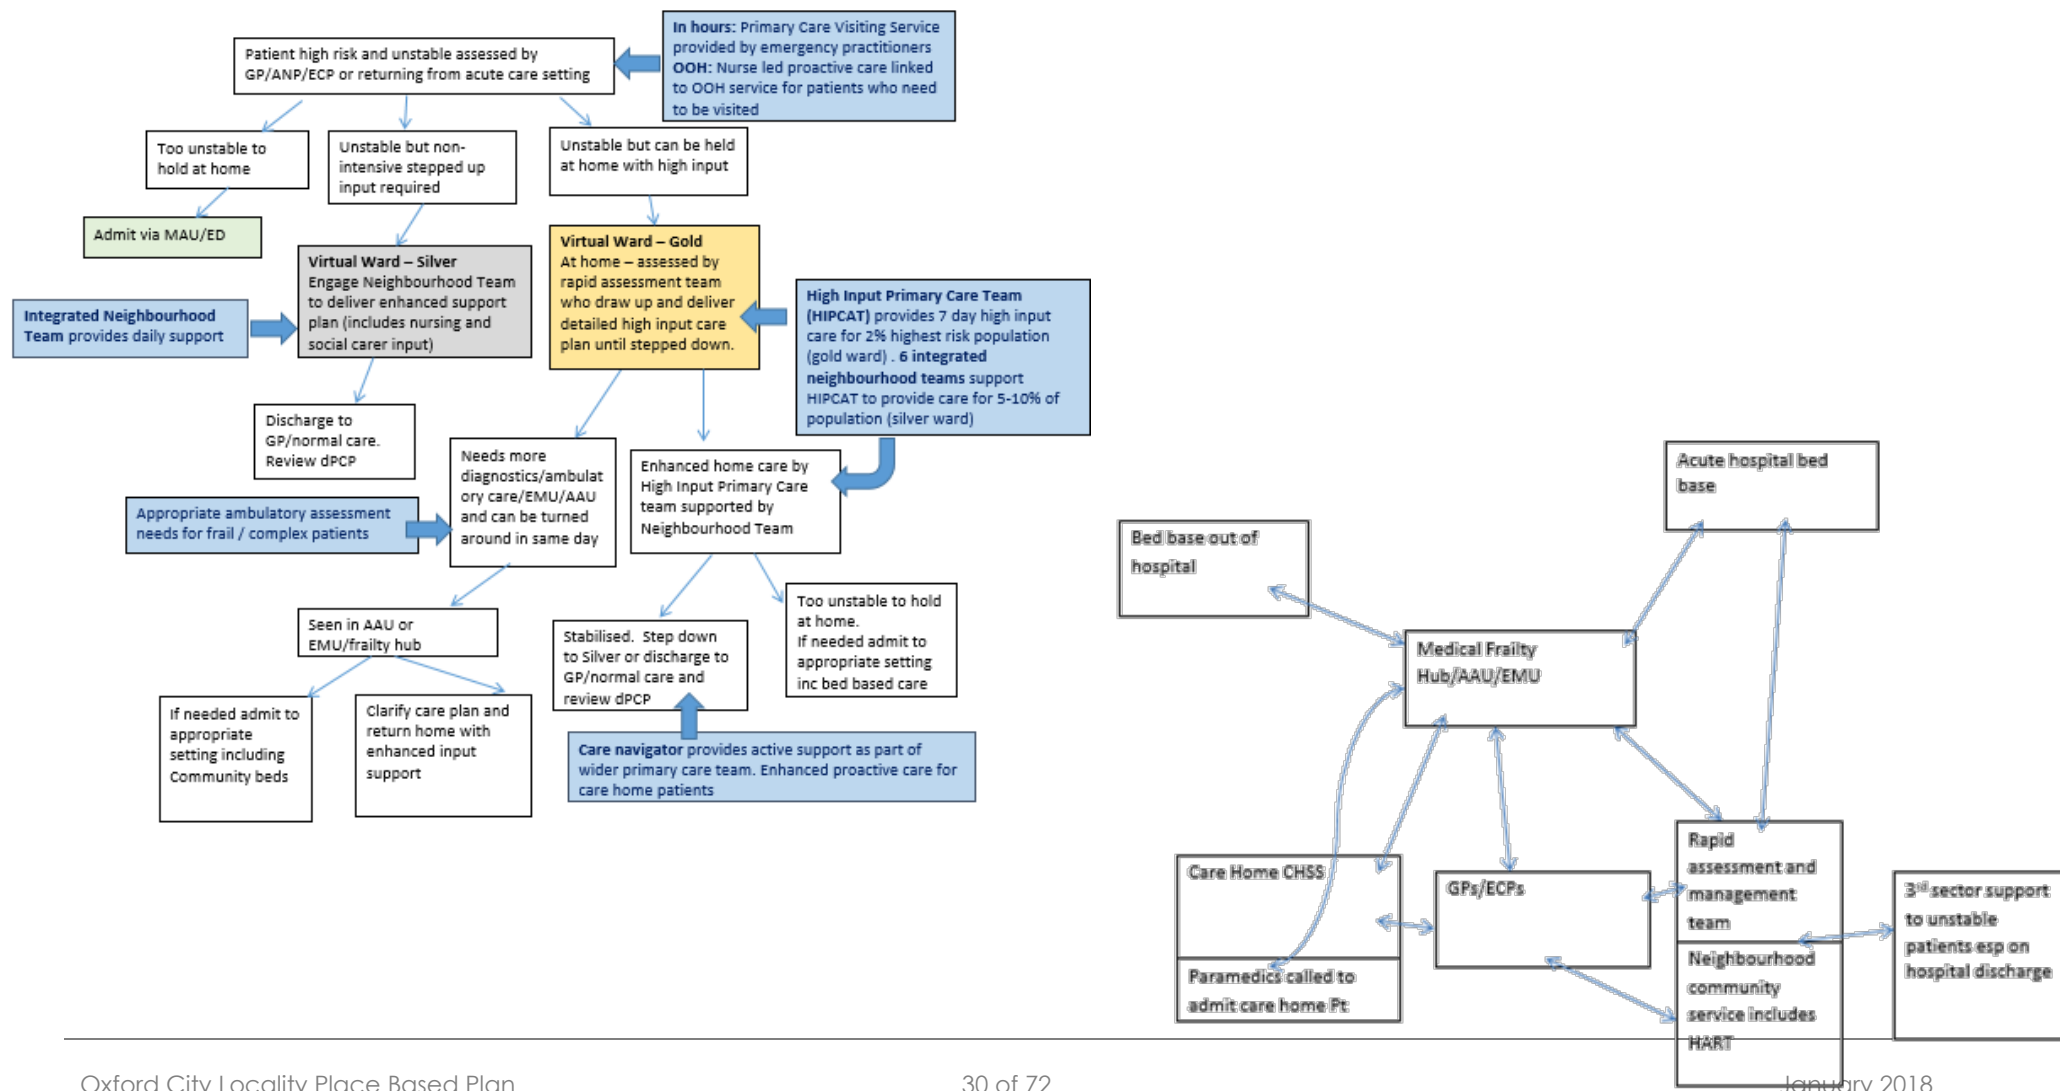 In hours: Primary Care Visiting Service
provided by emergency practitioners
OOH: Nurse led proactive care linked
to OOH service for patients who need
to be visited
Patient high risk and unstable assessed by
GP/ANP/ECP or returning from acute care setting
Too unstable to
hold at home
Unstable but non-
intensive stepped up
input required
Unstable but can be held
at home with high input
Admit via MAU/ED
Virtual Ward – Silver
Engage Neighbourhood Team
to deliver enhanced support
plan (includes nursing and
social carer input)
Virtual Ward – Gold
At home – assessed by
rapid assessment team
who draw up and deliver
detailed high input care
plan until stepped down.
Integrated Neighbourhood
Team provides daily support
High Input Primary Care Team
(HIPCAT) provides 7 day high input
care for 2% highest risk population
(gold ward) . 6 integrated
neighbourhood teams support
HIPCAT to provide care for 5-10% of
population (silver ward)
Discharge to
GP/normal care.
Review dPCP
Needs more
diagnostics/ambulat
ory care/EMU/AAU
and can be turned
around in same day
Enhanced home care by
High Input Primary Care
team supported by
Neighbourhood Team
Appropriate ambulatory assessment
needs for frail / complex patients
Seen in AAU or
EMU/frailty hub
Stabilised. Step down
to Silver or discharge to
GP/normal care and
review dPCP
Too unstable to hold
at home.
If needed admit to
appropriate setting
inc bed based care
If needed admit to
appropriate
setting including
Community beds
Clarify care plan and
return home with
enhanced input
support
Care navigator provides active support as part of
wider primary care team. Enhanced proactive care for
care home patients
Acute hospital bed
base
Bed base out of
hospital
Medical Frailty
Hub/AAU/EMU
Care Home CHSS
Paramedics called to
admit care home Pt
GPs/ECPs
Rapid
assessment and
management
team
Neighbourhood
community
service includes
HART
3rd sector support
to unstable
patients esp on
hospital discharge
Oxford City Locality Place Based Plan
30 of 72
January 2018